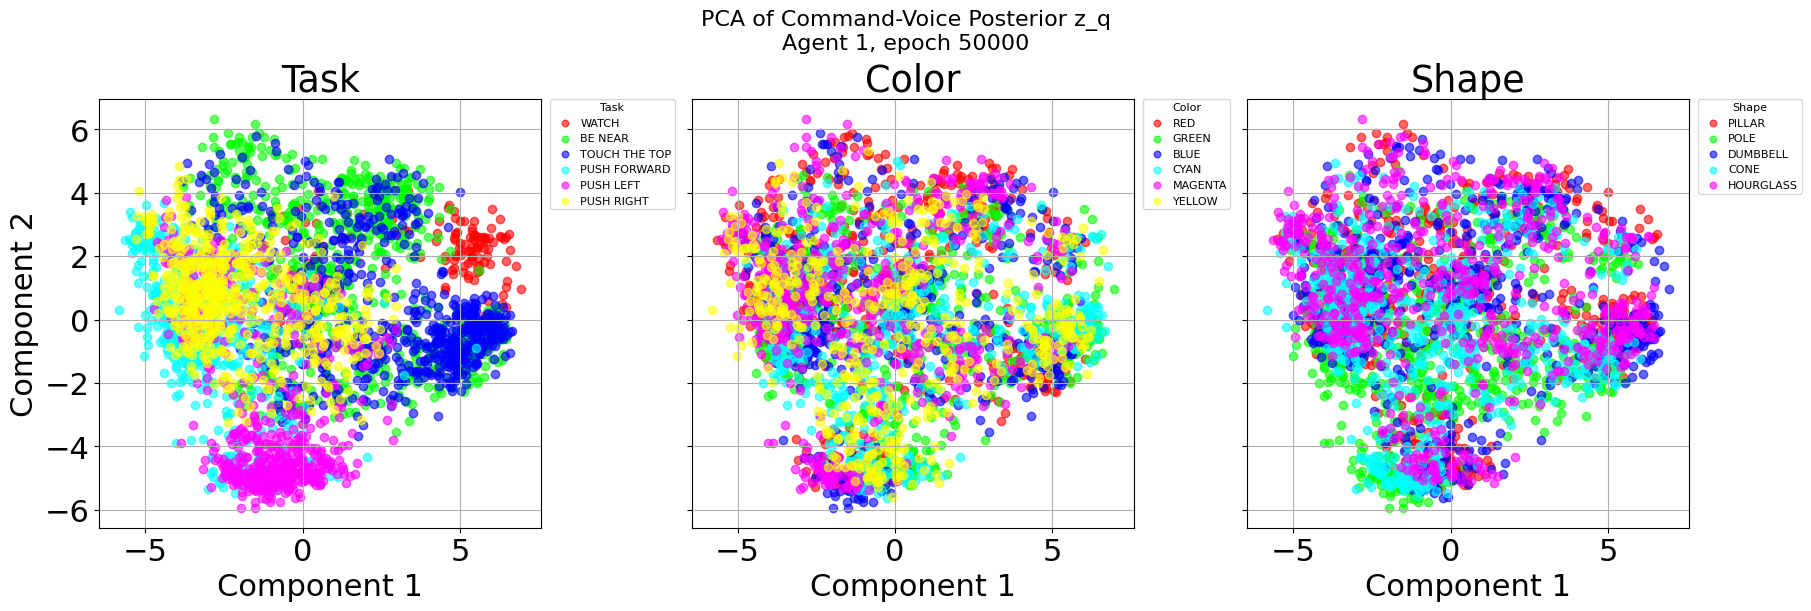 PCA of Command-Voice Posterior z_q
Agent 1, epoch 50000
Task
6
4
2
0
−2
−4
−6
Component 2
−5 0 5
Component 1
Task
WATCH
BE NEAR
TOUCH THE TOP
PUSH FORWARD
PUSH LEFT
PUSH RIGHT
Color
−5 0 5
Component 1
Color
RED
GREEN
BLUE
CYAN
MAGENTA
YELLOW
Shape
−5 0 5
Component 1
Shape
PILLAR
POLE
DUMBBELL
CONE
HOURGLASS